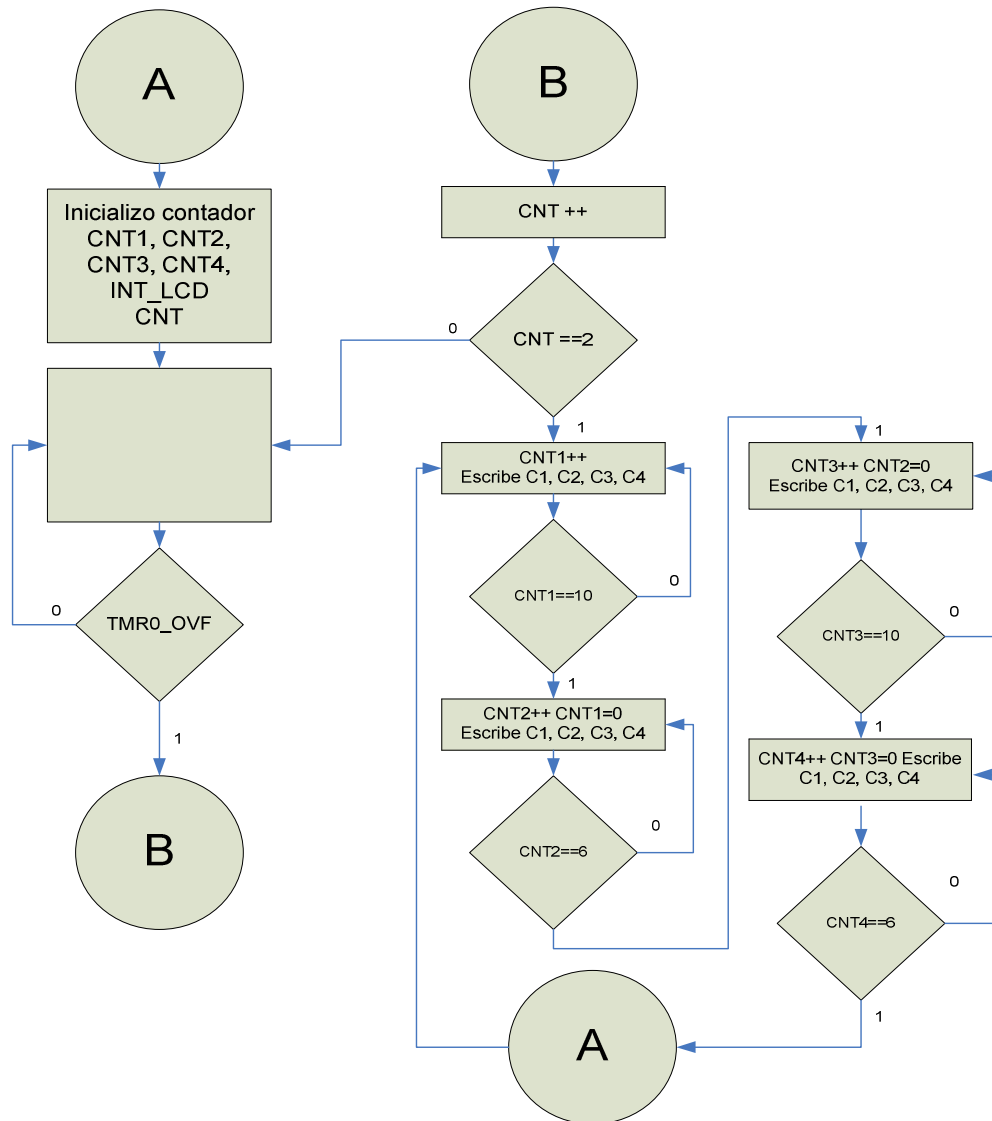 A
Inicializo contador
CNT1, CNT2,
CNT3, CNT4,
INT_LCD
CNT
TMR0_OVF
0
1
B
B
CNT ++
CNT ==2
0
1
CNT1++
Escribe C1, C2, C3, C4
CNT1==10
0
1
CNT2++ CNT1=0
Escribe C1, C2, C3, C4
CNT2==6
0
1
CNT3++ CNT2=0
Escribe C1, C2, C3, C4
CNT3==10
0
1
CNT4++ CNT3=0 Escribe
C1, C2, C3, C4
CNT4==6
0
1
A